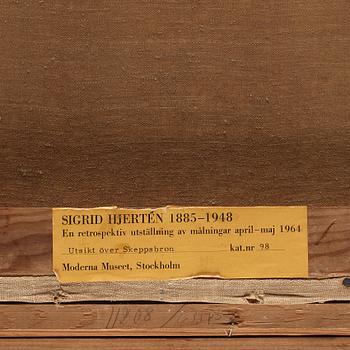 SIGRID HJERTÉN 1885–1948
En retrospektiv utställning av målningar april–maj 1964
Utsikt över Skeppsbron kat.nr 98
Moderna Museet, Stockholm